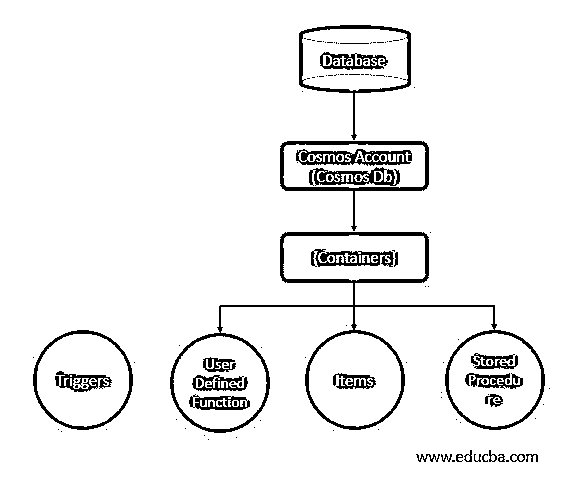 Database
Cosmos Account
(Cosmos Db)
(Containers)
Triggers
User
Defined
Function
Items
Stored
Procedu
re
www.educba.com